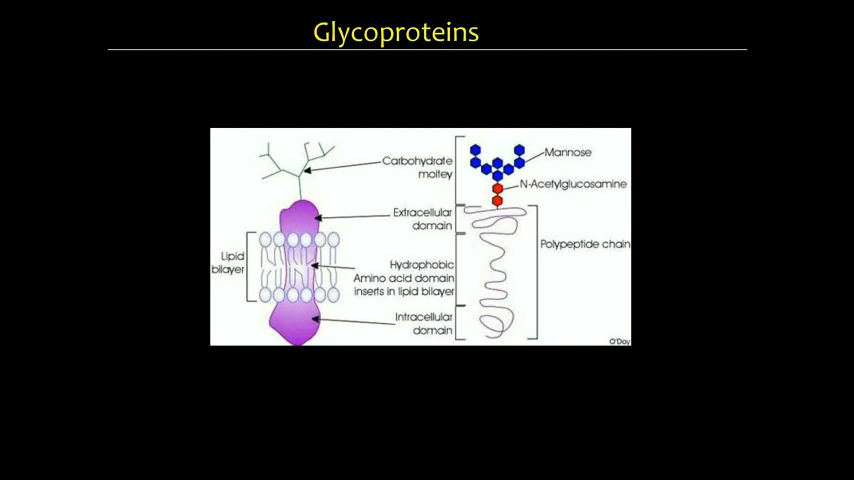 Glycoproteins
Carbohydrate
moitey
Mannose
N-Acetylglucosamine
Extracellular
domain
Polypeptide chain
Lipid
bilayer
Hydrophobic
Amino acid domain
inserts in lipid bilayer
Intracellular
domain
O'Day